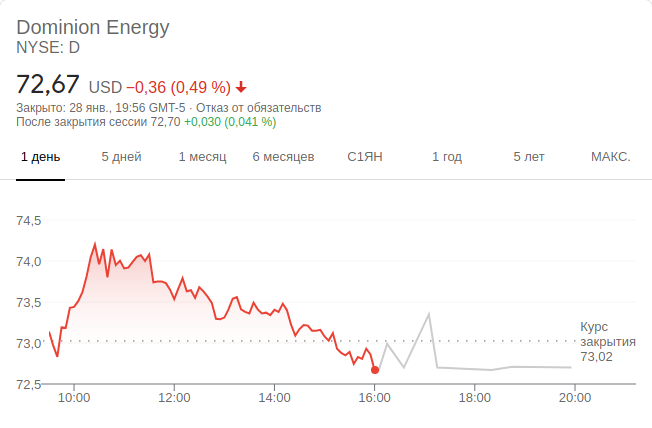 Dominion Energy
NYSE: D
72,67 USD −0,36 (0,49 %)
Закрыто: 28 янв., 19:56 GMT-5 · Отказ от обязательств
После закрытия сессии 72,70 +0,030 (0,041 %)
1 день 5 дней 1 месяц 6 месяцев С1ЯН 1 год 5 лет МАКС.
74,5
74,0
73,5
73,0
72,5
Курс
закрытия
73,02
10:00 12:00 14:00 16:00 18:00 20:00